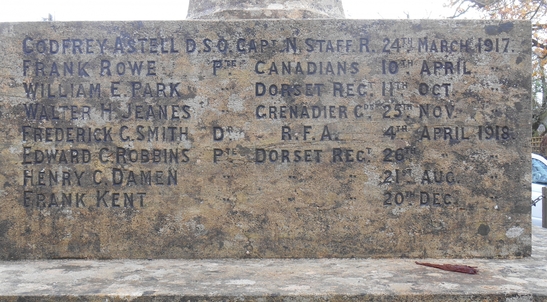 GODFREY ASTELL D.S.O. CAPT. N. STAFF. R. 24TH MARCH. 1917.
FRANK ROWE PTE CANADIANS 10TH APRIL. "
WILLIAM E. PARK " DORSET REGT 11TH OCT. "
WALTER H. JEANES " GRENADIER GDS 25TH NOV. "
FREDERICK C. SMITH DR R.F.A. 4TH APRIL 1918.
EDWARD C. ROBBINS PTE DORSET REGT 26TH " "
HENRY C. DAMEN " " " 21ST AUG. "
FRANK KENT " " " 20TH DEC. "